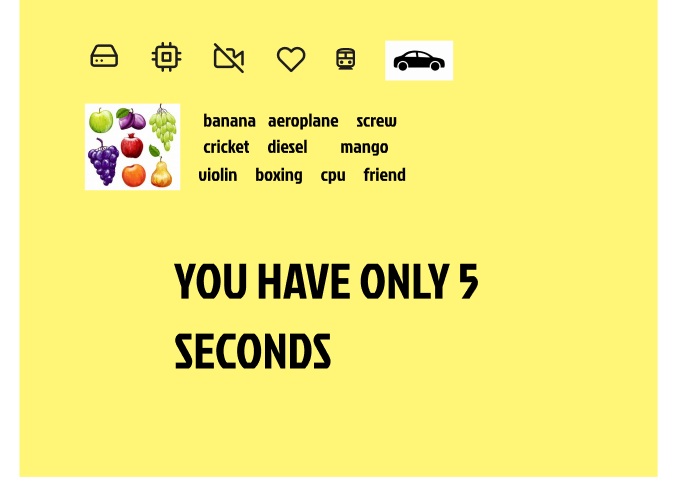 banana aeroplane screw
cricket diesel mango
violin boxing cpu friend
YOU HAVE ONLY 5
SECONDS